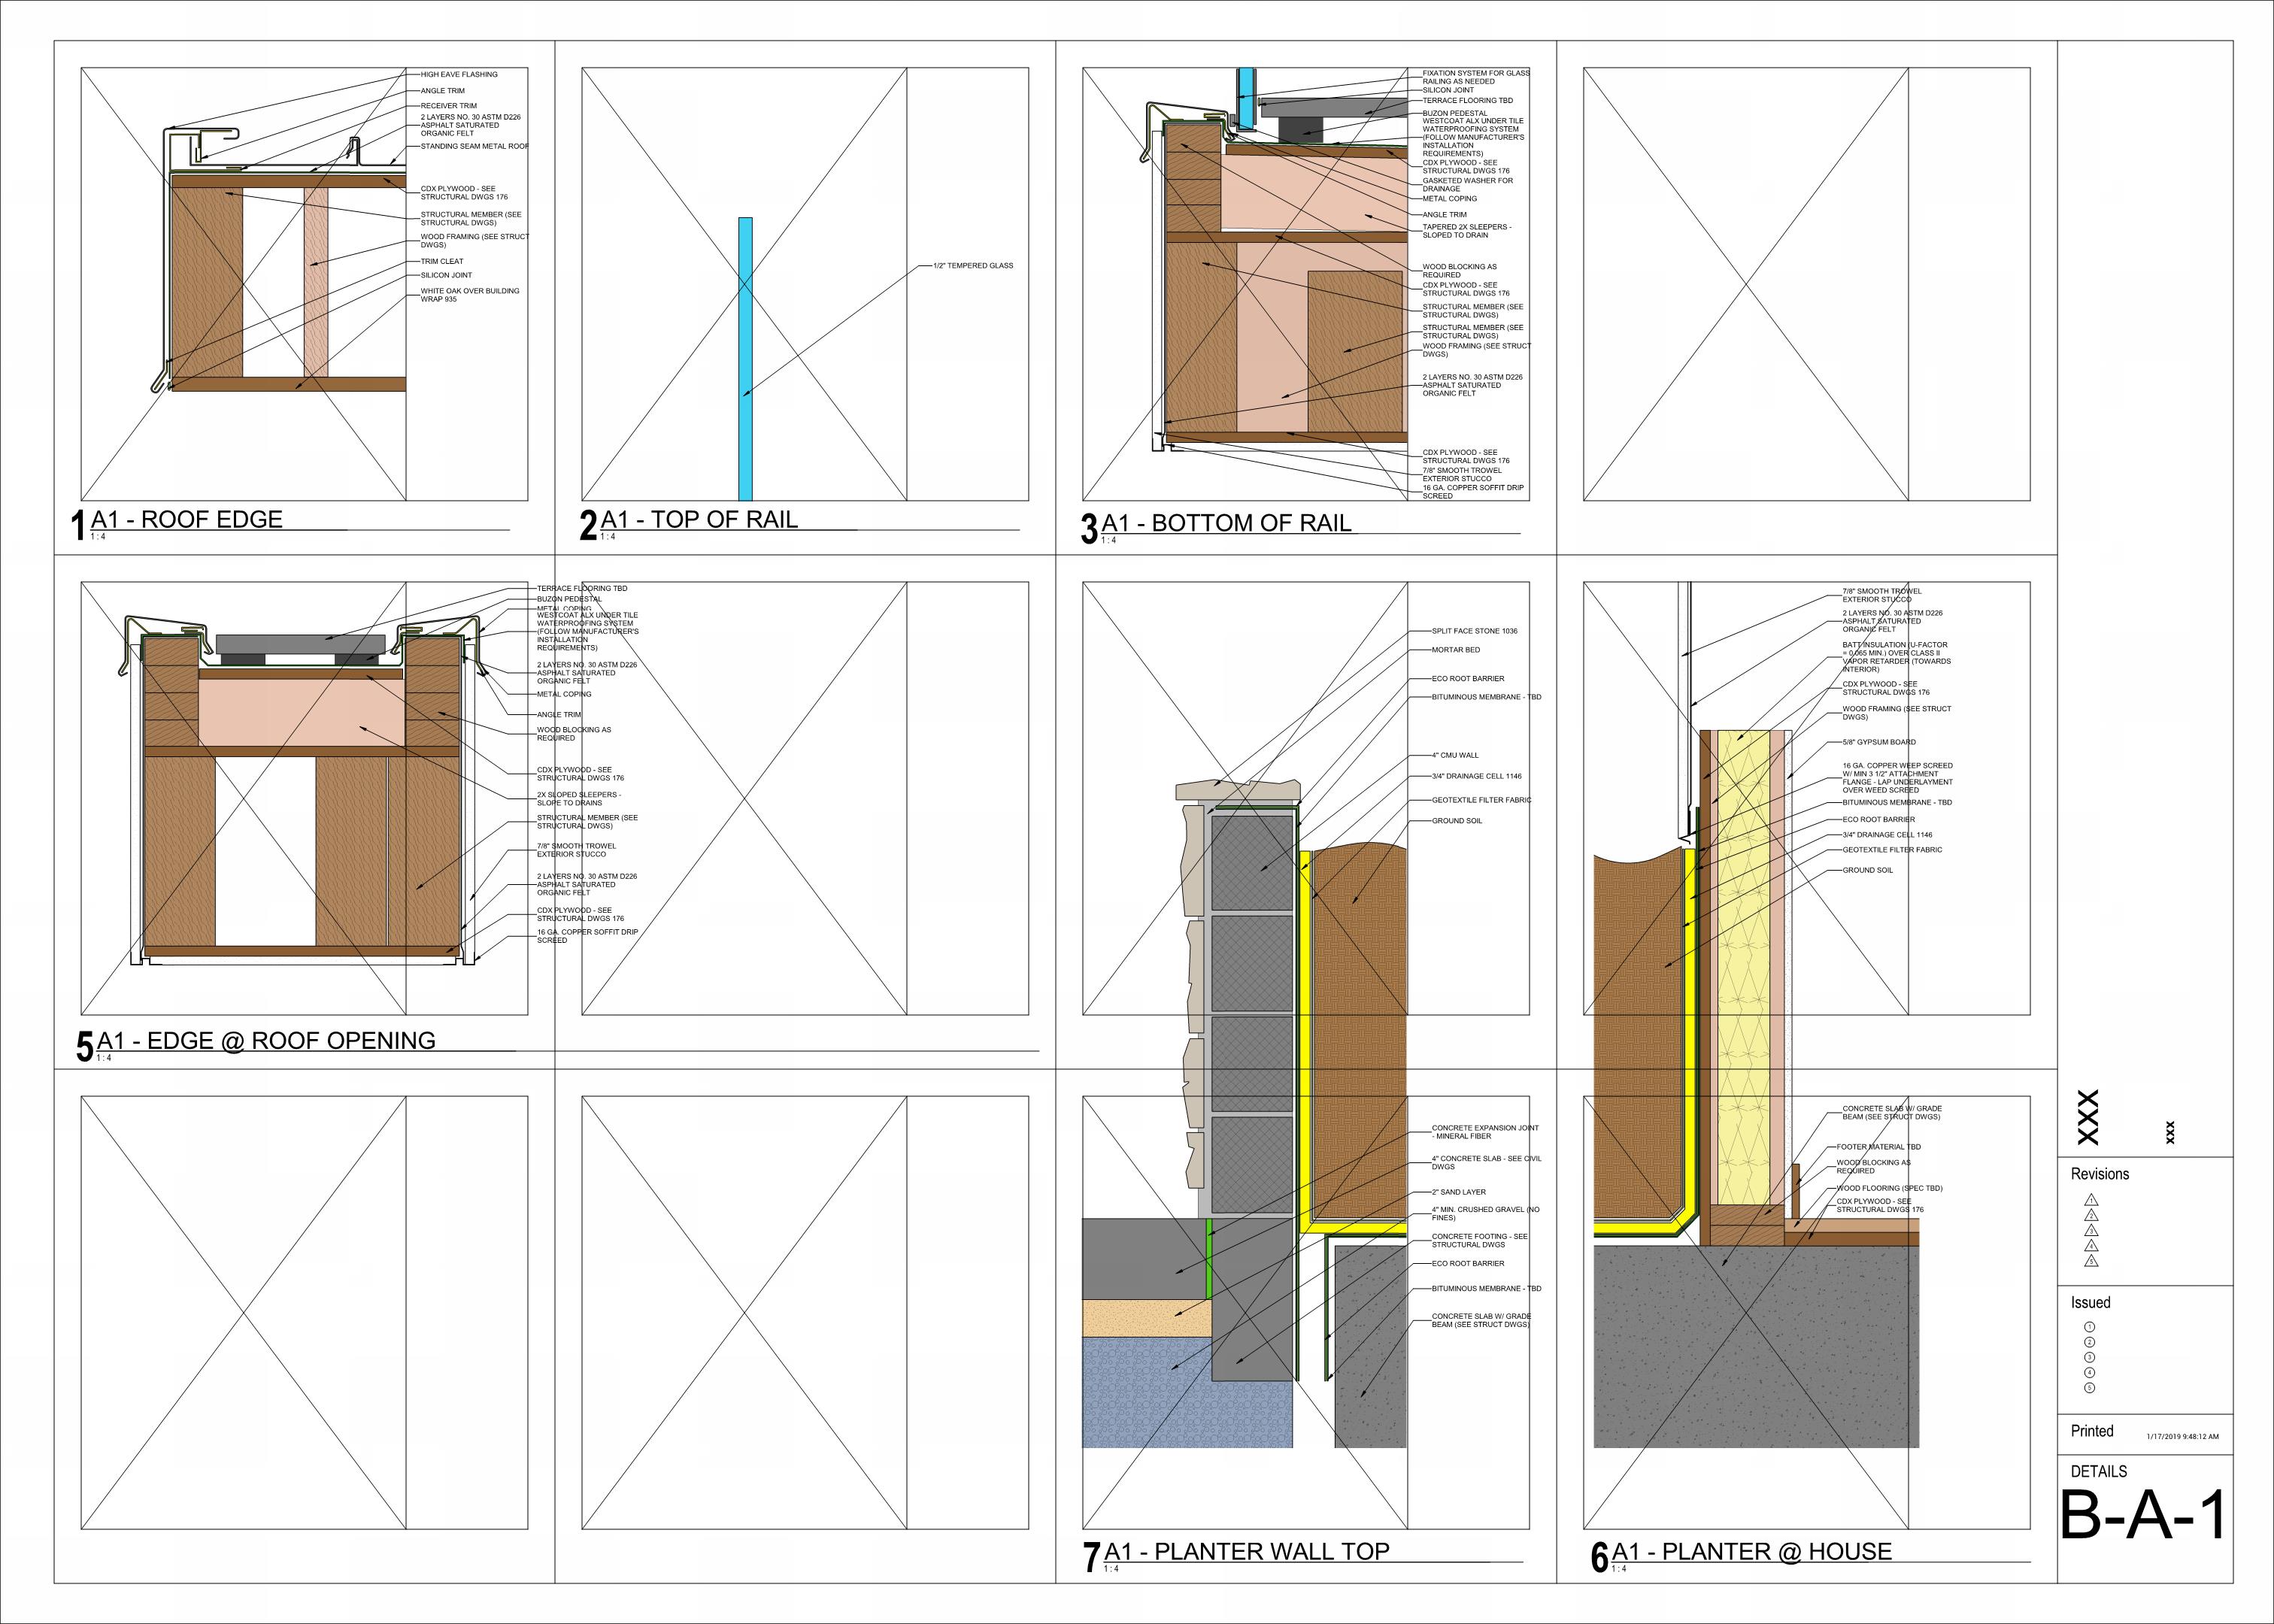 HIGH EAVE FLASHING
ANGLE TRIM
RECEIVER TRIM
2 LAYERS NO. 30 ASTM D226
ASPHALT SATURATED
ORGANIC FELT
STANDING SEAM METAL ROOF
CDX PLYWOOD - SEE
STRUCTURAL DWGS 176
STRUCTURAL MEMBER (SEE
STRUCTURAL DWGS)
WOOD FRAMING (SEE STRUCT
DWGS)
TRIM CLEAT
SILICON JOINT
WHITE OAK OVER BUILDING
WRAP 935
1 A1 - ROOF EDGE
1 : 4
1/2" TEMPERED GLASS
2 A1 - TOP OF RAIL
1 : 4
FIXATION SYSTEM FOR GLASS
RAILING AS NEEDED
SILICON JOINT
TERRACE FLOORING TBD
BUZON PEDESTAL
WESTCOAT ALX UNDER TILE
WATERPROOFING SYSTEM
(FOLLOW MANUFACTURER'S
INSTALLATION
REQUIREMENTS)
CDX PLYWOOD - SEE
STRUCTURAL DWGS 176
GASKETED WASHER FOR
DRAINAGE
METAL COPING
ANGLE TRIM
TAPERED 2X SLEEPERS -
SLOPED TO DRAIN
WOOD BLOCKING AS
REQUIRED
CDX PLYWOOD - SEE
STRUCTURAL DWGS 176
STRUCTURAL MEMBER (SEE
STRUCTURAL DWGS)
STRUCTURAL MEMBER (SEE
STRUCTURAL DWGS)
WOOD FRAMING (SEE STRUCT
DWGS)
2 LAYERS NO. 30 ASTM D226
ASPHALT SATURATED
ORGANIC FELT
CDX PLYWOOD - SEE
STRUCTURAL DWGS 176
7/8" SMOOTH TROWEL
EXTERIOR STUCCO
16 GA. COPPER SOFFIT DRIP
SCREED
3 A1 - BOTTOM OF RAIL
1 : 4
TERRACE FLOORING TBD
BUZON PEDESTAL
METAL COPING
WESTCOAT ALX UNDER TILE
WATERPROOFING SYSTEM
(FOLLOW MANUFACTURER'S
INSTALLATION
REQUIREMENTS)
2 LAYERS NO. 30 ASTM D226
ASPHALT SATURATED
ORGANIC FELT
METAL COPING
ANGLE TRIM
WOOD BLOCKING AS
REQUIRED
CDX PLYWOOD - SEE
STRUCTURAL DWGS 176
2X SLOPED SLEEPERS -
SLOPE TO DRAINS
STRUCTURAL MEMBER (SEE
STRUCTURAL DWGS)
7/8" SMOOTH TROWEL
EXTERIOR STUCCO
2 LAYERS NO. 30 ASTM D226
ASPHALT SATURATED
ORGANIC FELT
CDX PLYWOOD - SEE
STRUCTURAL DWGS 176
16 GA. COPPER SOFFIT DRIP
SCREED
5 A1 - EDGE @ ROOF OPENING
1 : 4
SPLIT FACE STONE 1036
MORTAR BED
ECO ROOT BARRIER
BITUMINOUS MEMBRANE - TBD
4" CMU WALL
3/4" DRAINAGE CELL 1146
GEOTEXTILE FILTER FABRIC
GROUND SOIL
CONCRETE EXPANSION JOINT
- MINERAL FIBER
4" CONCRETE SLAB - SEE CIVIL
DWGS
2" SAND LAYER
4" MIN. CRUSHED GRAVEL (NO
FINES)
CONCRETE FOOTING - SEE
STRUCTURAL DWGS
ECO ROOT BARRIER
BITUMINOUS MEMBRANE - TBD
CONCRETE SLAB W/ GRADE
BEAM (SEE STRUCT DWGS)
7 A1 - PLANTER WALL TOP
1 : 4
7/8" SMOOTH TROWEL
EXTERIOR STUCCO
2 LAYERS NO. 30 ASTM D226
ASPHALT SATURATED
ORGANIC FELT
BATT INSULATION (U-FACTOR
= 0.065 MIN.) OVER CLASS II
VAPOR RETARDER (TOWARDS
INTERIOR)
CDX PLYWOOD - SEE
STRUCTURAL DWGS 176
WOOD FRAMING (SEE STRUCT
DWGS)
5/8" GYPSUM BOARD
16 GA. COPPER WEEP SCREED
W/ MIN 3 1/2" ATTACHMENT
FLANGE - LAP UNDERLAYMENT
OVER WEED SCREED
BITUMINOUS MEMBRANE - TBD
ECO ROOT BARRIER
3/4" DRAINAGE CELL 1146
GEOTEXTILE FILTER FABRIC
GROUND SOIL
CONCRETE SLAB W/ GRADE
BEAM (SEE STRUCT DWGS)
FOOTER MATERIAL TBD
WOOD BLOCKING AS
REQUIRED
WOOD FLOORING (SPEC TBD)
CDX PLYWOOD - SEE
STRUCTURAL DWGS 176
6 A1 - PLANTER @ HOUSE
1 : 4
XXX
XXX
Revisions
1
2
3
4
5
Issued
1
2
3
4
5
Printed 1/17/2019 9:48:12 AM
DETAILS
B-A-1